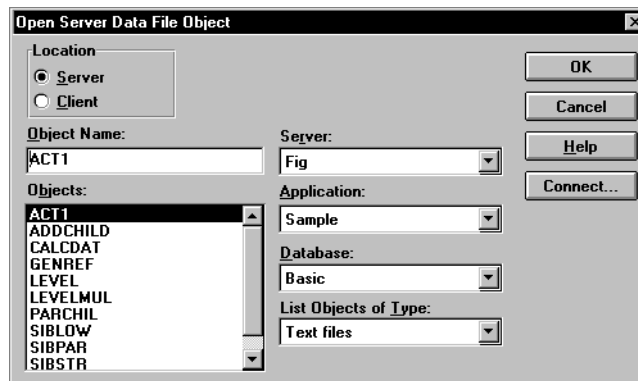 Open Server Data File Object
Location
Server
Client
Object Name:
ACT1
Objects:
ACT1
ADDCHILD
CALCDAT
GENREF
LEVEL
LEVELMUL
PARCHIL
SIBLOW
SIBPAR
SIBSTR
Server:
Fig
Application:
Sample
Database:
Basic
List Objects of Type:
Text files
OK
Cancel
Help
Connect...